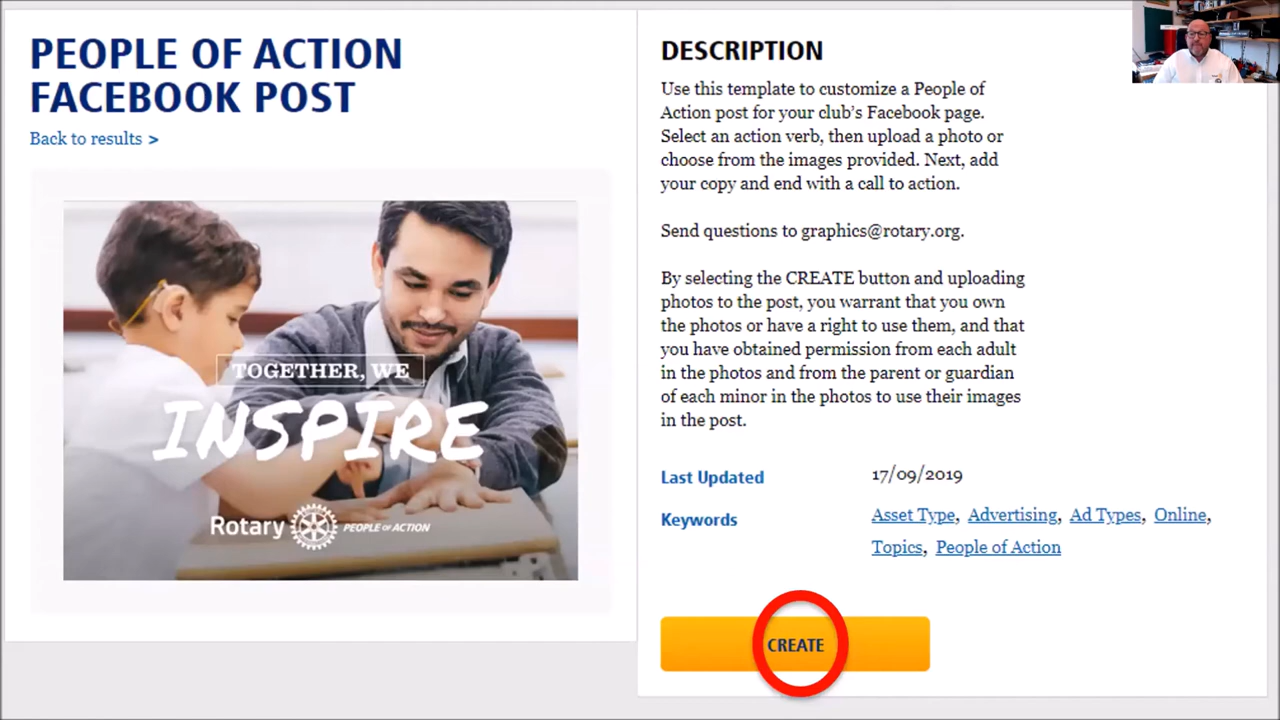 PEOPLE OF ACTION
FACEBOOK POST
Back to results >
TOGETHER, WE
INSPIRE
Rotary PEOPLE OF ACTION
DESCRIPTION
Use this template to customize a People of
Action post for your club's Facebook page.
Select an action verb, then upload a photo or
choose from the images provided. Next, add
your copy and end with a call to action.
Send questions to graphics@rotary.org.
By selecting the CREATE button and uploading
photos to the post, you warrant that you own
the photos or have a right to use them, and that
you have obtained permission from each adult
in the photos and from the parent or guardian
of each minor in the photos to use their images
in the post.
Last Updated 17/09/2019
Keywords Asset Type, Advertising, Ad Types, Online,
Topics, People of Action
CREATE